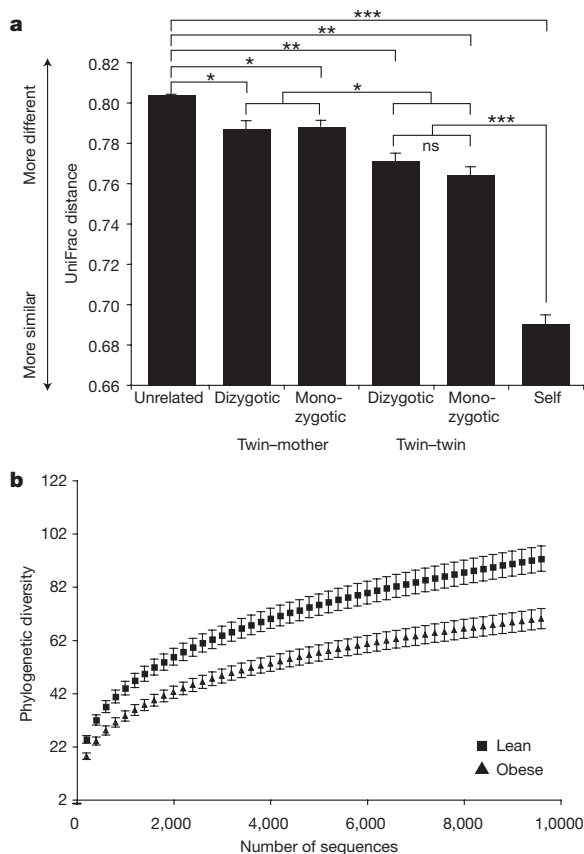 a
***
**
**
*
*
*
***
ns
More different
More similar
UniFrac distance
0.82
0.80
0.78
0.76
0.74
0.72
0.70
0.68
0.66
Unrelated
Dizygotic
Mono-
zygotic
Dizygotic
Mono-
zygotic
Self
Twin–mother
Twin–twin
b
Phylogenetic diversity
122
102
82
62
42
22
2
Lean
Obese
0
2,000
4,000
6,000
8,000
1,0000
Number of sequences